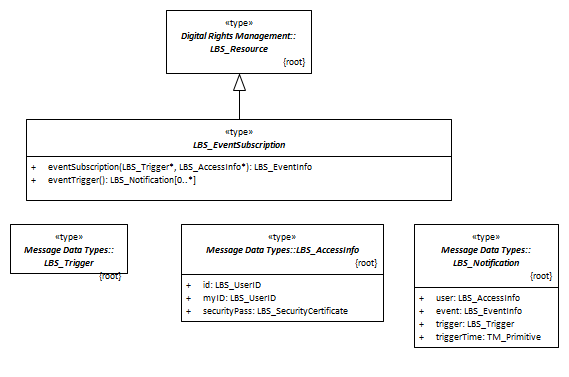 «type»
Digital Rights Management::
LBS_Resource
{root}
«type»
LBS_EventSubscription
+ eventSubscription(LBS_Trigger*, LBS_AccessInfo*): LBS_EventInfo
+ eventTrigger(): LBS_Notification[0..*]
«type»
Message Data Types::
LBS_Trigger
{root}
«type»
Message Data Types::LBS_AccessInfo
{root}
+ id: LBS_UserID
+ myID: LBS_UserID
+ securityPass: LBS_SecurityCertificate
«type»
Message Data Types::
LBS_Notification
{root}
+ user: LBS_AccessInfo
+ event: LBS_EventInfo
+ trigger: LBS_Trigger
+ triggerTime: TM_Primitive